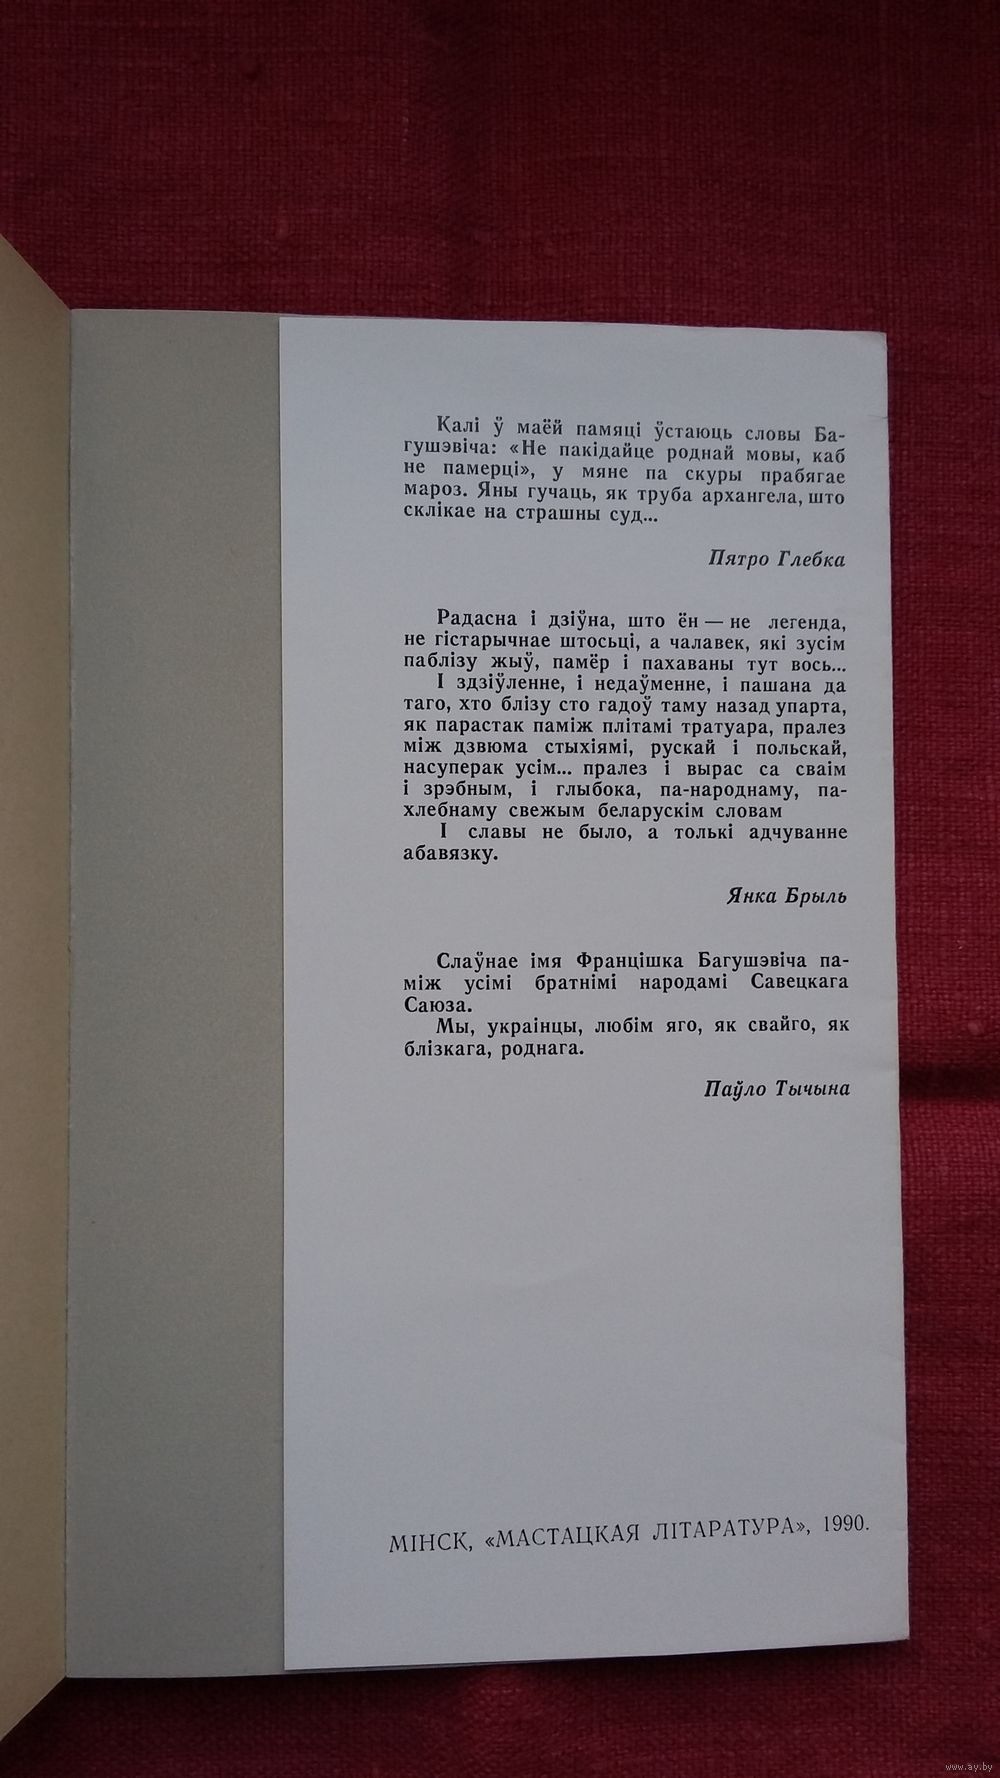 Калі ў маёй памяці ўстаюць словы Ба-
гушэвіча: «Не пакідайце роднай мовы, каб
не памерці», у мяне па скуры прабягае
мароз. Яны гучаць, як труба архангела, што
склікае на страшны суд...
Пятро Глебка
Радасна і дзіўна, што ён — не легенда,
не гістарычнае штосьці, а чалавек, які зусім
паблізу жыў, памёр і пахаваны тут вось...
І здзіўленне, і недаўменне, і пашана да
таго, хто блізу сто гадоў таму назад упарта,
як парастак паміж плітамі тратуара, пралез
між дзвюма стыхіямі, рускай і польскай,
насуперак усім... пралез і вырас са сваім
і зрэбным, і глыбока, па-народнаму, па-
хлебнаму свежым беларускім словам
І славы не было, а толькі адчуванне
абавязку.
Янка Брыль
Слаўнае імя Францішка Багушэвіча па-
між усімі братнімі народамі Савецкага
Саюза.
Мы, украінцы, любім яго, як свайго, як
блізкага, роднага.
Паўло Тычына
МІНСК, «МАСТАЦКАЯ ЛІТАРАТУРА», 1990.
www.ay.by